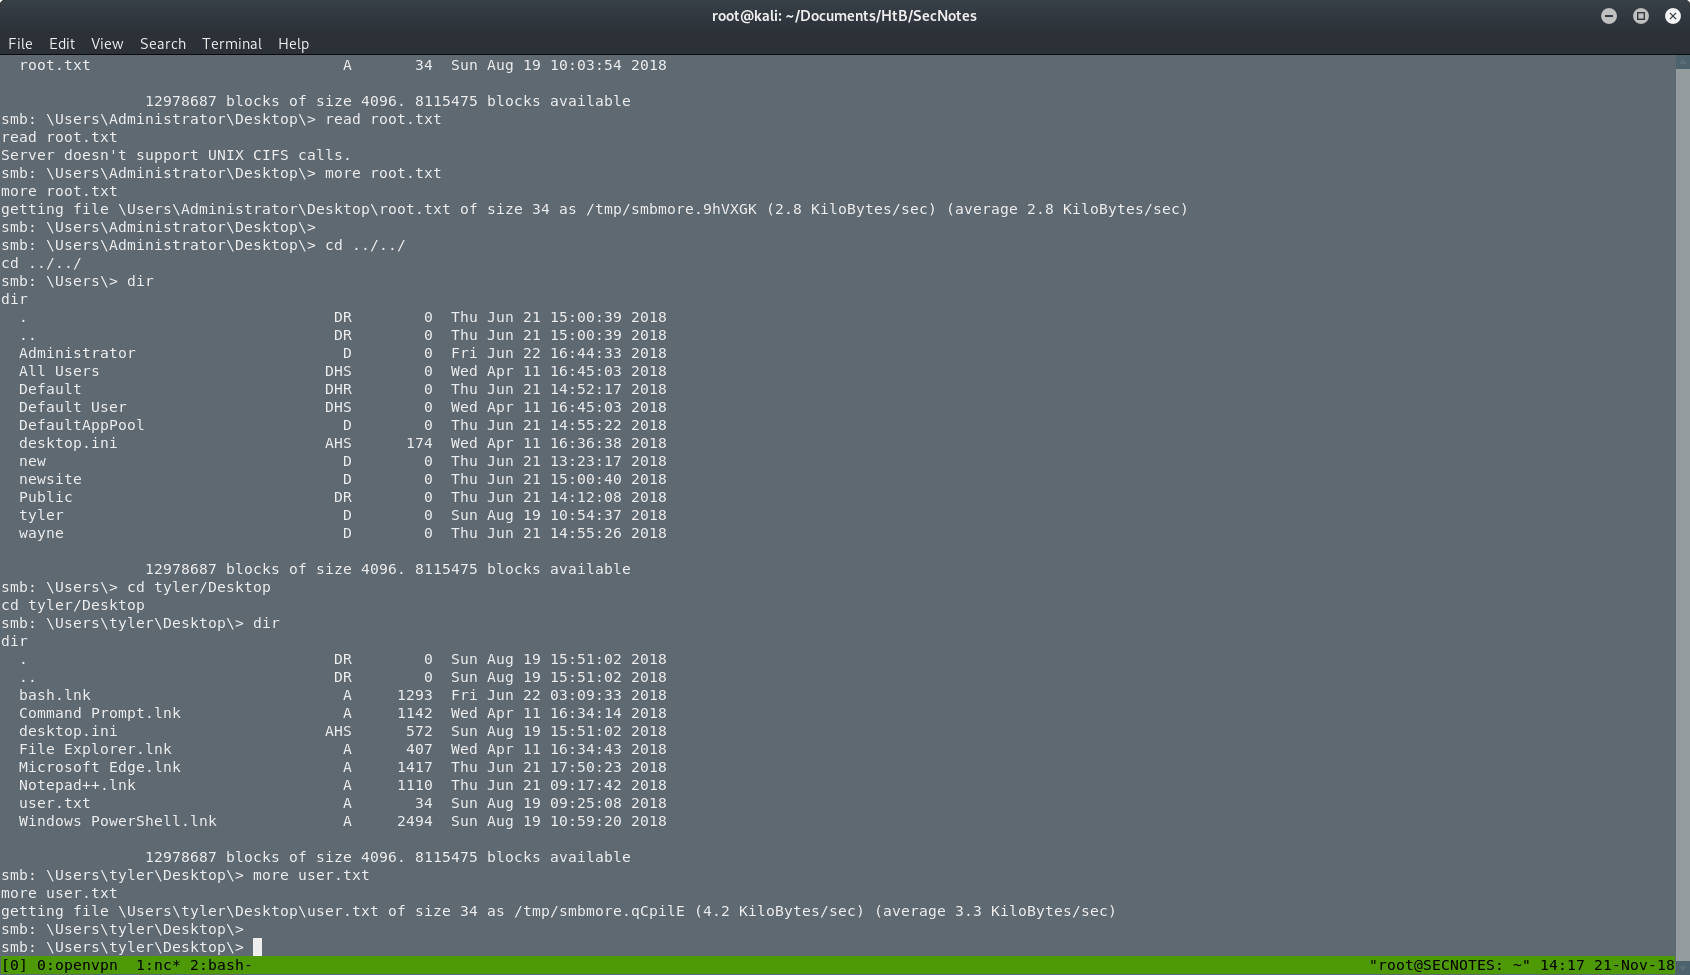 root@kali: ~/Documents/HtB/SecNotes
File Edit View Search Terminal Help
  root.txt                            A       34  Sun Aug 19 10:03:54 2018

                12978687 blocks of size 4096. 8115475 blocks available
smb: \Users\Administrator\Desktop\> read root.txt
read root.txt
Server doesn't support UNIX CIFS calls.
smb: \Users\Administrator\Desktop\> more root.txt
more root.txt
getting file \Users\Administrator\Desktop\root.txt of size 34 as /tmp/smbmore.9hVXGK (2.8 KiloBytes/sec) (average 2.8 KiloBytes/sec)
smb: \Users\Administrator\Desktop\>
smb: \Users\Administrator\Desktop\> cd ../../
cd ../../
smb: \Users\> dir
dir
  .                                  DR        0  Thu Jun 21 15:00:39 2018
  ..                                 DR        0  Thu Jun 21 15:00:39 2018
  Administrator                       D        0  Fri Jun 22 16:44:33 2018
  All Users                         DHS        0  Wed Apr 11 16:45:03 2018
  Default                           DHR        0  Thu Jun 21 14:52:17 2018
  Default User                      DHS        0  Wed Apr 11 16:45:03 2018
  DefaultAppPool                      D        0  Thu Jun 21 14:55:22 2018
  desktop.ini                       AHS      174  Wed Apr 11 16:36:38 2018
  new                                 D        0  Thu Jun 21 13:23:17 2018
  newsite                             D        0  Thu Jun 21 15:00:40 2018
  Public                             DR        0  Thu Jun 21 14:12:08 2018
  tyler                               D        0  Sun Aug 19 10:54:37 2018
  wayne                               D        0  Thu Jun 21 14:55:26 2018

                12978687 blocks of size 4096. 8115475 blocks available
smb: \Users\> cd tyler/Desktop
cd tyler/Desktop
smb: \Users\tyler\Desktop\> dir
dir
  .                                  DR        0  Sun Aug 19 15:51:02 2018
  ..                                 DR        0  Sun Aug 19 15:51:02 2018
  bash.lnk                            A     1293  Fri Jun 22 03:09:33 2018
  Command Prompt.lnk                  A     1142  Wed Apr 11 16:34:14 2018
  desktop.ini                       AHS      572  Sun Aug 19 15:51:02 2018
  File Explorer.lnk                   A      407  Wed Apr 11 16:34:43 2018
  Microsoft Edge.lnk                  A     1417  Thu Jun 21 17:50:23 2018
  Notepad++.lnk                       A     1110  Thu Jun 21 09:17:42 2018
  user.txt                            A       34  Sun Aug 19 09:25:08 2018
  Windows PowerShell.lnk              A     2494  Sun Aug 19 10:59:20 2018

                12978687 blocks of size 4096. 8115475 blocks available
smb: \Users\tyler\Desktop\> more user.txt
more user.txt
getting file \Users\tyler\Desktop\user.txt of size 34 as /tmp/smbmore.qCpilE (4.2 KiloBytes/sec) (average 3.3 KiloBytes/sec)
smb: \Users\tyler\Desktop\>
smb: \Users\tyler\Desktop\>
[0] 0:openvpn  1:nc* 2:bash-    "root@SECNOTES: ~" 14:17 21-Nov-18